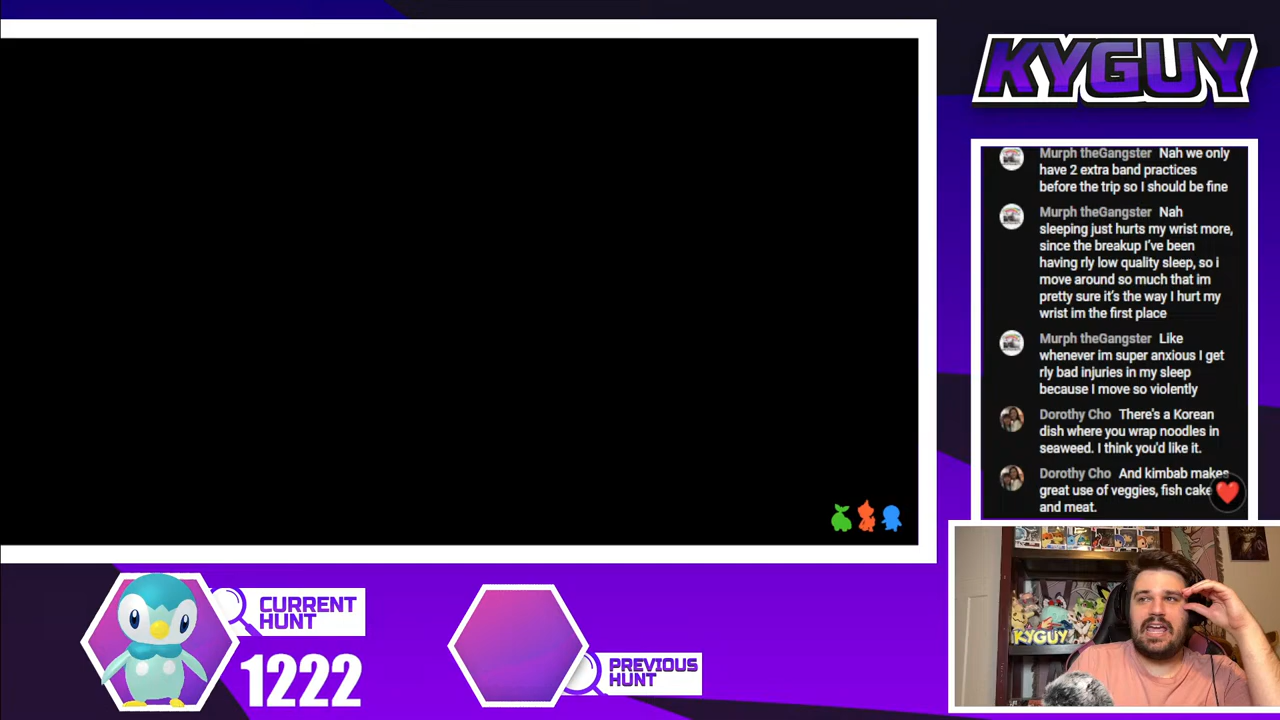 KYGUY
Murph theGangster Nah we only
have 2 extra band practices
before the trip so I should be fine
Murph theGangster Nah
sleeping just hurts my wrist more,
since the breakup I've been
having rly low quality sleep, so i
move around so much that im
pretty sure it's the way I hurt my
wrist im the first place
Murph theGangster Like
whenever im super anxious I get
rly bad injuries in my sleep
because I move so violently
Dorothy Cho There's a Korean
dish where you wrap noodles in
seaweed. I think you'd like it.
Dorothy Cho And kimbab makes
great use of veggies, fish cake
and meat.
CURRENT
HUNT
1222
PREVIOUS
HUNT
KYGUY